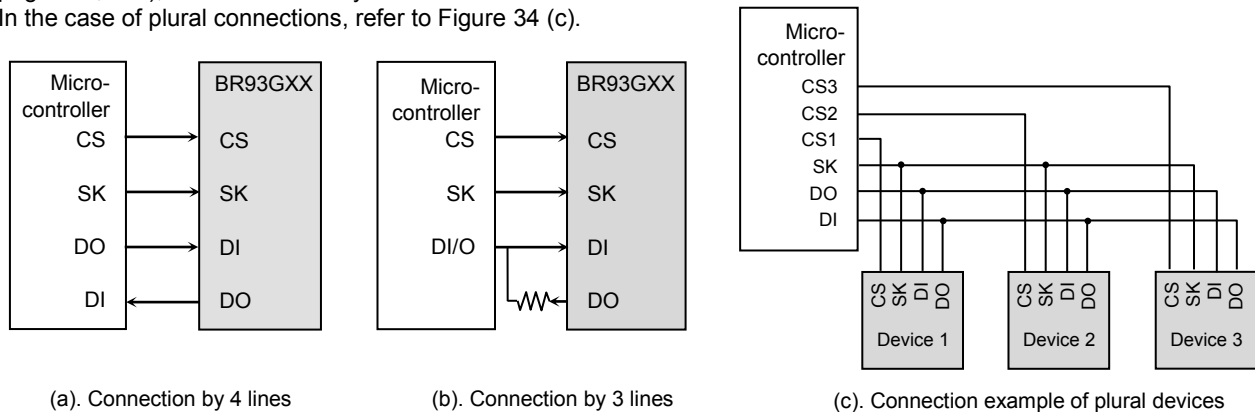 In the case of plural connections, refer to Figure 34 (c).
Micro-
controller
CS
SK
DO
DI
BR93GXX
CS
SK
DI
DO
(a). Connection by 4 lines
Micro-
controller
CS
SK
DI/O
BR93GXX
CS
SK
DI
DO
(b). Connection by 3 lines
Micro-
controller
CS3
CS2
CS1
SK
DO
DI
CS
SK
DI
DO
Device 1
CS
SK
DI
DO
Device 2
CS
SK
DI
DO
Device 3
(c). Connection example of plural devices